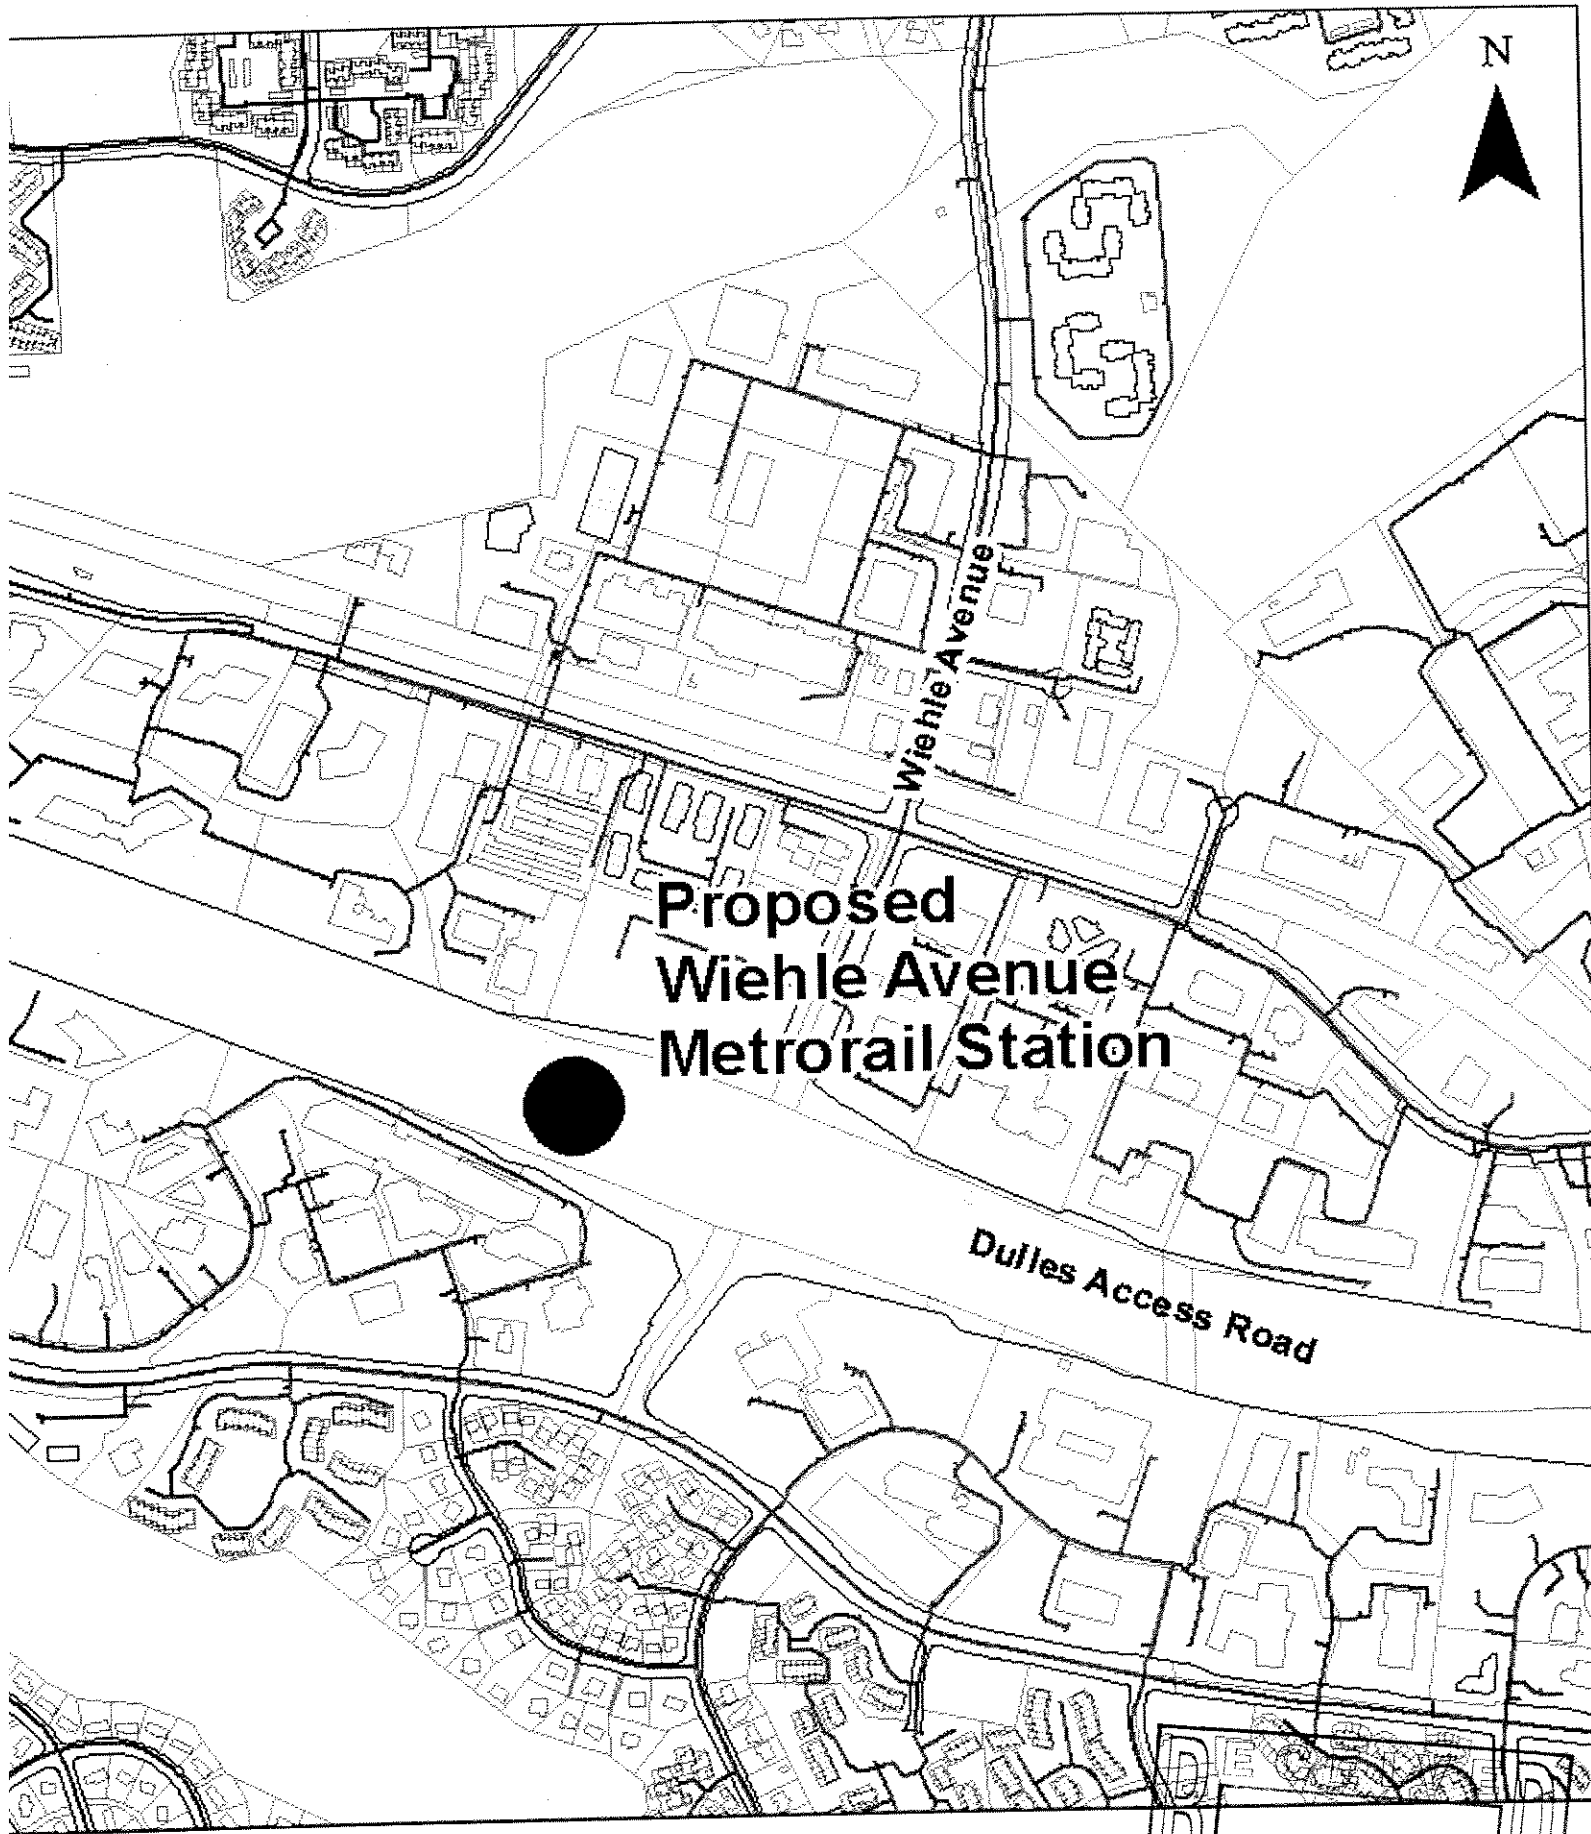 N
Wiehle Avenue
Proposed
Wiehle Avenue
Metrorail Station
Dulles Access Road